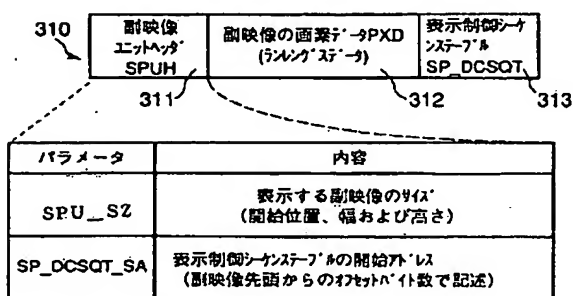 310
副映像
ユニットヘッダ
SPUH
副映像の画素データPXD
(ランレングスデータ)
表示制御シーケ
ンステーブル
SP_DCSQT
311
312
313
パラメータ
内容
SPU_SZ
表示する副映像のサイズ
(開始位置、幅および高さ)
SP_DCSQT_SA
表示制御シーケンステーブルの開始アドレス
(副映像先頭からのオフセットバイト数で記述)